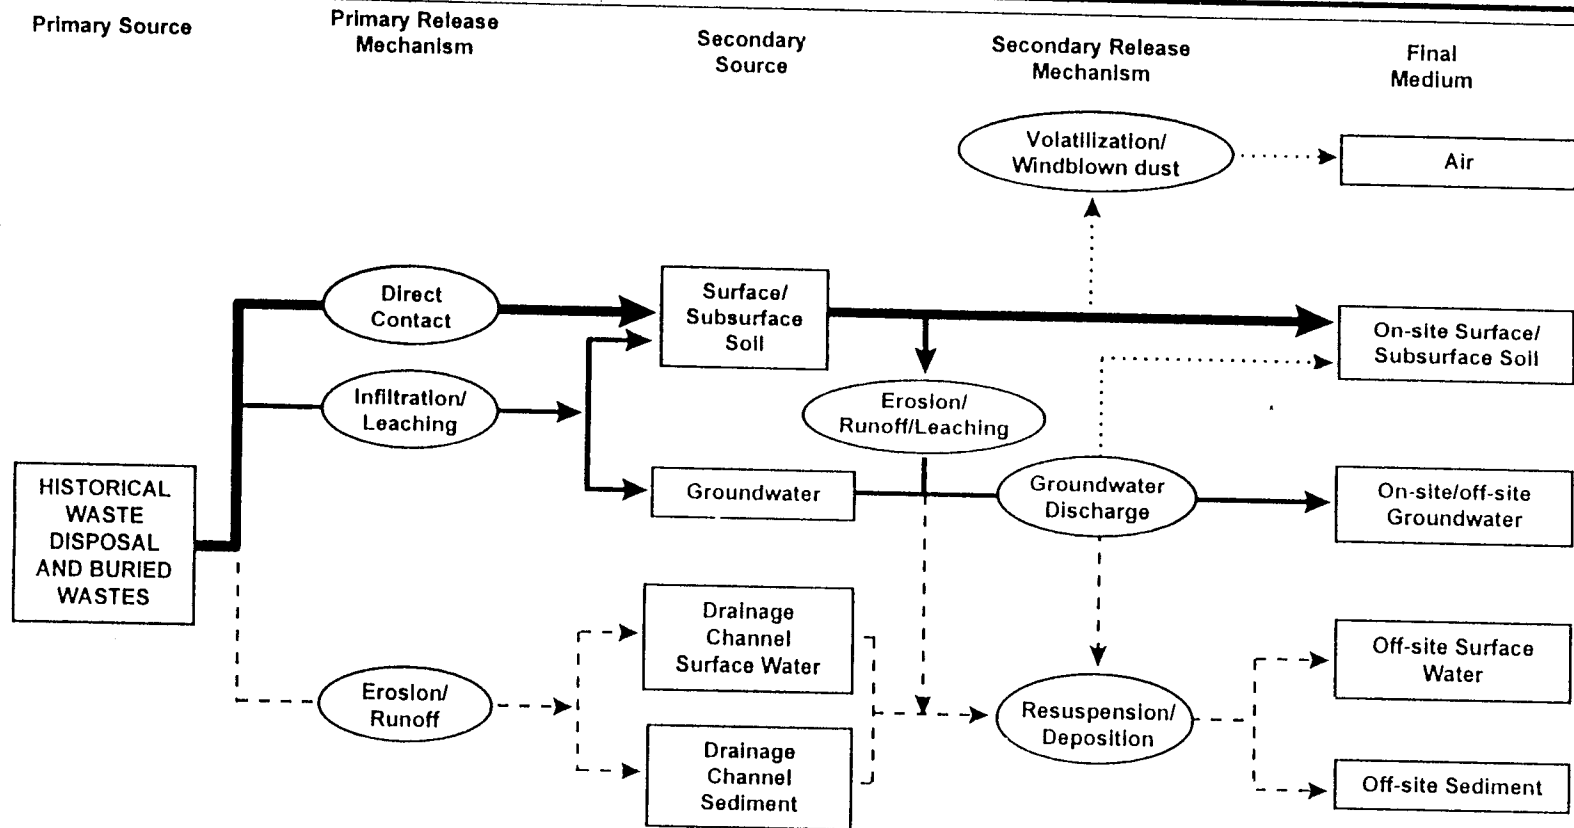 Primary Source
Primary Release
Mechanism
Secondary
Source
Secondary Release
Mechanism
Final
Medium
Volatilization/
Windblown dust
Air
Direct
Contact
Surface/
Subsurface
Soil
On-site Surface/
Subsurface Soil
Infiltration/
Leaching
Erosion/
Runoff/Leaching
HISTORICAL
WASTE
DISPOSAL
AND BURIED
WASTES
Groundwater
Groundwater
Discharge
On-site/off-site
Groundwater
Drainage
Channel
Surface Water
Off-site Surface
Water
Erosion/
Runoff
Resuspension/
Deposition
Drainage
Channel
Sediment
Off-site Sediment